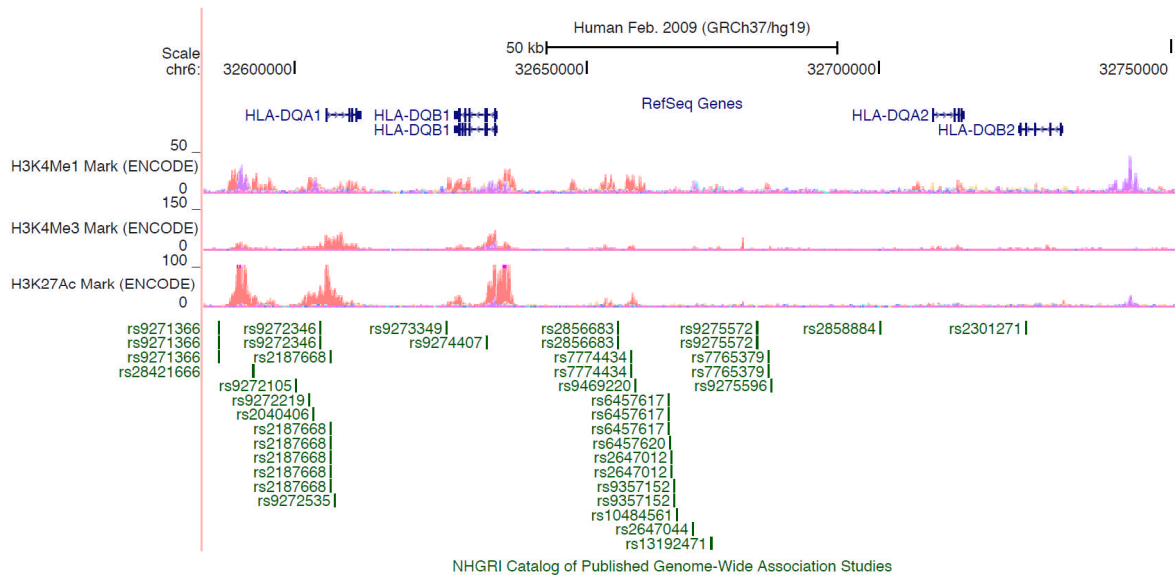 Human Feb. 2009 (GRCh37/hg19)
Scale 50 kb
chr6: 32600000 32650000 32700000 32750000
RefSeq Genes
HLA-DQA1 HLA-DQB1 HLA-DQA2
HLA-DQB1 HLA-DQB2
50
H3K4Me1 Mark (ENCODE)
0
150
H3K4Me3 Mark (ENCODE)
0
100
H3K27Ac Mark (ENCODE)
0
rs9271366 rs9272346 rs9273349 rs2856683 rs9275572 rs2858884 rs2301271
rs9271366 rs9272346 rs9274407 rs2856683 rs9275572
rs9271366 rs2187668 rs7774434 rs7765379
rs28421666 rs7774434 rs7765379
rs9272105 rs9469220 rs9275596
rs9272219 rs6457617
rs2040406 rs6457617
rs2187668 rs6457617
rs2187668 rs6457620
rs2187668 rs2647012
rs2187668 rs2647012
rs2187668 rs9357152
rs9272535 rs9357152
rs10484561
rs2647044
rs13192471
NHGRI Catalog of Published Genome-Wide Association Studies